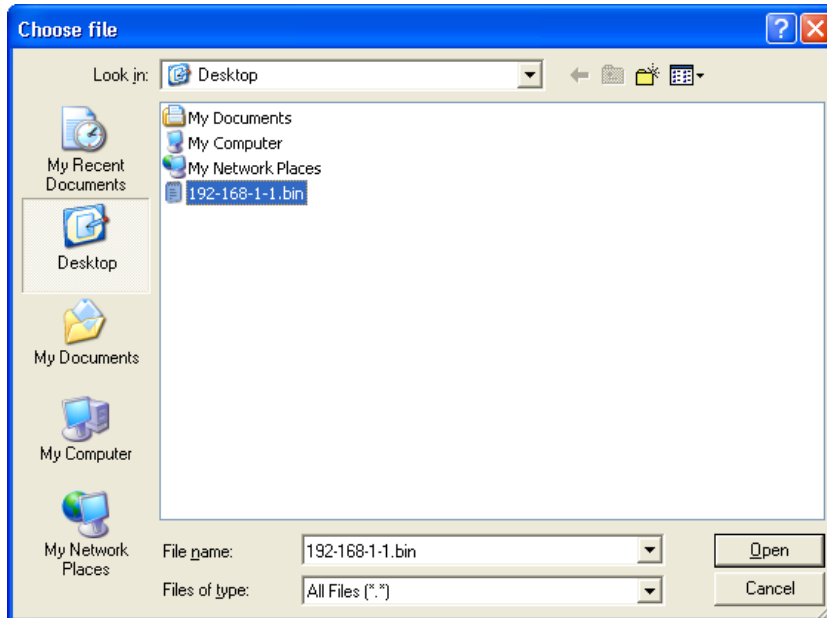 Choose file
Look in:
Desktop
My Recent
Documents
Desktop
My Documents
My Computer
My Network
Places
My Documents
My Computer
My Network Places
192-168-1-1.bin
File name:
192-168-1-1.bin
Open
Files of type:
All Files (*.*)
Cancel